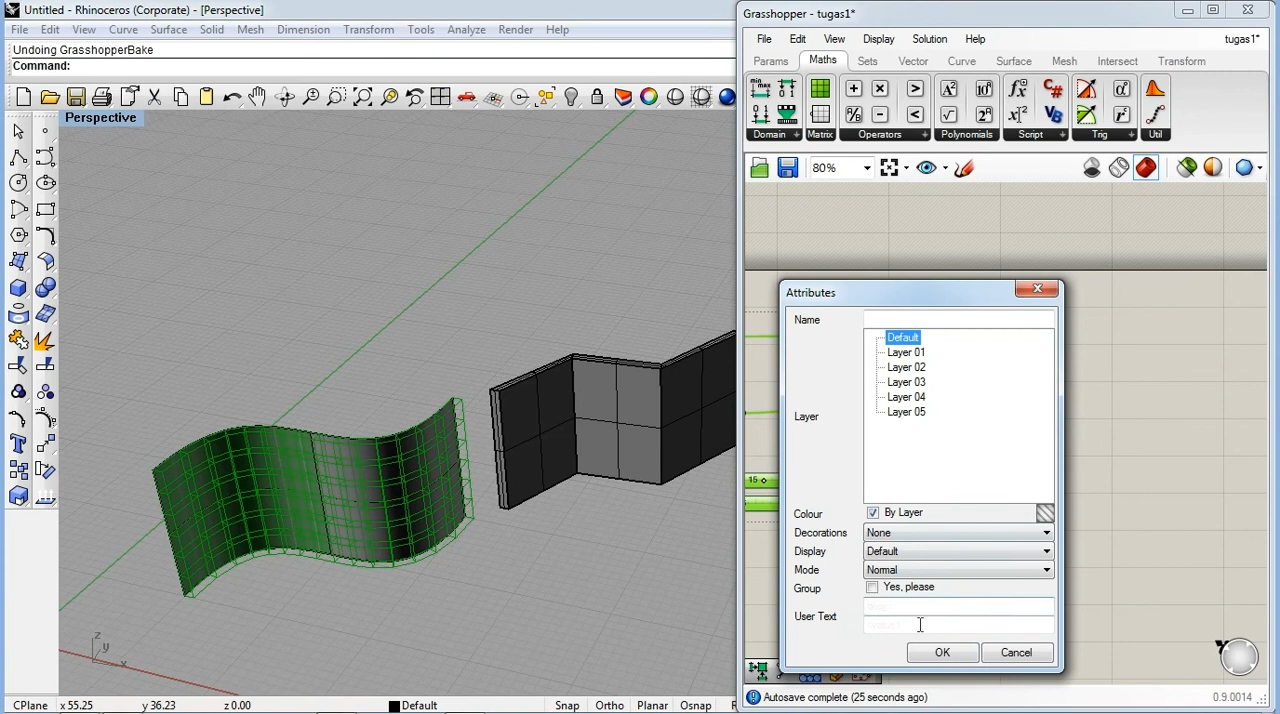 Untitled - Rhinoceros (Corporate) - [Perspective]
File Edit View Curve Surface Solid Mesh Dimension Transform Tools Analyze Render Help
Undoing GrasshopperBake
Command:
Perspective
z
y
x
CPlane x 55.25 y 36.23 z 0.00 Default Snap Ortho Planar Osnap
Grasshopper - tugas1*
File Edit View Display Solution Help tugas1*
Params Maths Sets Vector Curve Surface Mesh Intersect Transform
Domain Matrix Operators Polynomials Script Trig Util
80%
Attributes
Name
Default
Layer 01
Layer 02
Layer 03
Layer 04
Layer 05
Layer
Colour By Layer
Decorations None
Display Default
Mode Normal
Group Yes, please
User Text
OK Cancel
15
Autosave complete (25 seconds ago) 0.9.0014